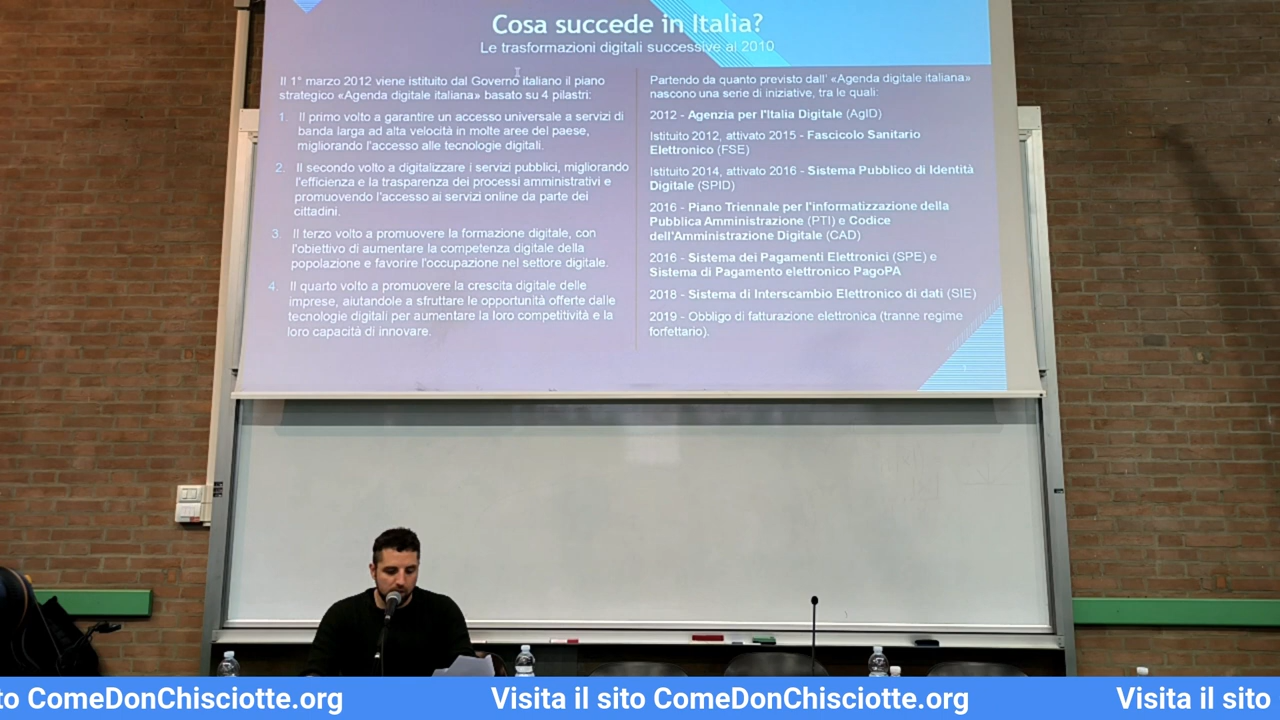 Cosa succede in Italia?
Le trasformazioni digitali successive al 2010
Il 1° marzo 2012 viene istituito dal Governo italiano il piano
strategico «Agenda digitale italiana» basato su 4 pilastri:
1. Il primo volto a garantire un accesso universale a servizi di
banda larga ad alta velocità in molte aree del paese,
migliorando l'accesso alle tecnologie digitali.
2. Il secondo volto a digitalizzare i servizi pubblici, migliorando
l'efficienza e la trasparenza dei processi amministrativi e
promuovendo l'accesso ai servizi online da parte dei
cittadini.
3. Il terzo volto a promuovere la formazione digitale, con
l'obiettivo di aumentare la competenza digitale della
popolazione e favorire l'occupazione nel settore digitale.
4. Il quarto volto a promuovere la crescita digitale delle
imprese, aiutandole a sfruttare le opportunità offerte dalle
tecnologie digitali per aumentare la loro competitività e la
loro capacità di innovare.
Partendo da quanto previsto dall' «Agenda digitale italiana»
nascono una serie di iniziative, tra le quali:
2012 - Agenzia per l'Italia Digitale (AgID)
Istituito 2012, attivato 2015 - Fascicolo Sanitario
Elettronico (FSE)
Istituito 2014, attivato 2016 - Sistema Pubblico di Identità
Digitale (SPID)
2016 - Piano Triennale per l'informatizzazione della
Pubblica Amministrazione (PTI) e Codice
dell'Amministrazione Digitale (CAD)
2016 - Sistema dei Pagamenti Elettronici (SPE) e
Sistema di Pagamento elettronico PagoPA
2018 - Sistema di Interscambio Elettronico di dati (SIE)
2019 - Obbligo di fatturazione elettronica (tranne regime
forfettario).
to ComeDonChisciotte.org Visita il sito ComeDonChisciotte.org Visita il sito